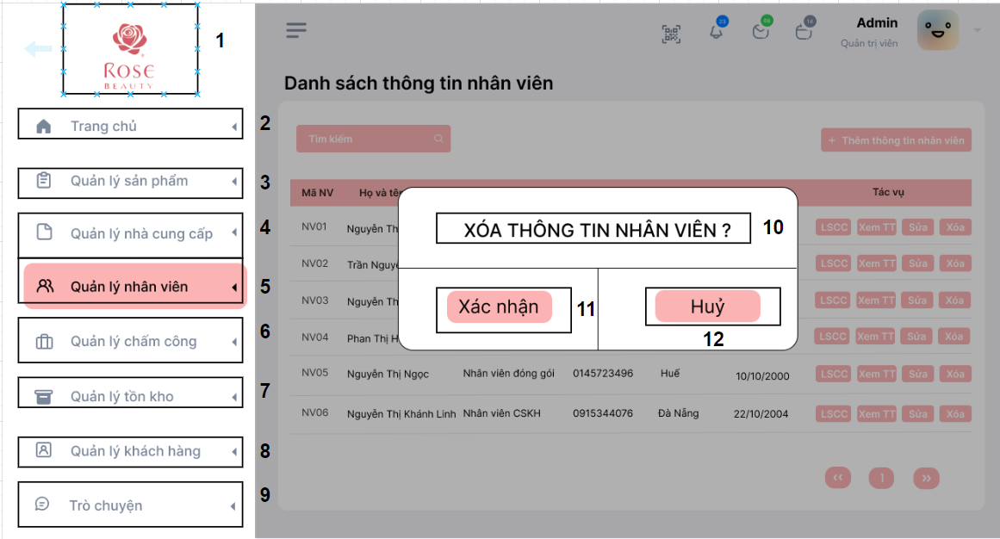 ROSE
BEAUTY
1
Trang chủ
2
Quản lý sản phẩm
3
Quản lý nhà cung cấp
4
Quản lý nhân viên
5
Quản lý chấm công
6
Quản lý tồn kho
7
Quản lý khách hàng
8
Trò chuyện
9
23
14
Admin
Quản trị viên
Danh sách thông tin nhân viên
Tìm kiếm
+ Thêm thông tin nhân viên
Mã NV Họ và tê Tác vụ
NV01 Nguyễn Th LSCC Xem TT Sửa Xóa
NV02 Trần Nguyễ LSCC Xem TT Sửa Xóa
NV03 Nguyễn Th LSCC Xem TT Sửa Xóa
NV04 Phan Thị H LSCC Xem TT Sửa Xóa
NV05 Nguyễn Thị Ngọc Nhân viên đóng gói 0145723496 Huế 10/10/2000 LSCC Xem TT Sửa Xóa
NV06 Nguyễn Thị Khánh Linh Nhân viên CSKH 0915344076 Đà Nẵng 22/10/2004 LSCC Xem TT Sửa Xóa
‹‹ 1 ››
XÓA THÔNG TIN NHÂN VIÊN ? 10
Xác nhận 11
Huỷ
12